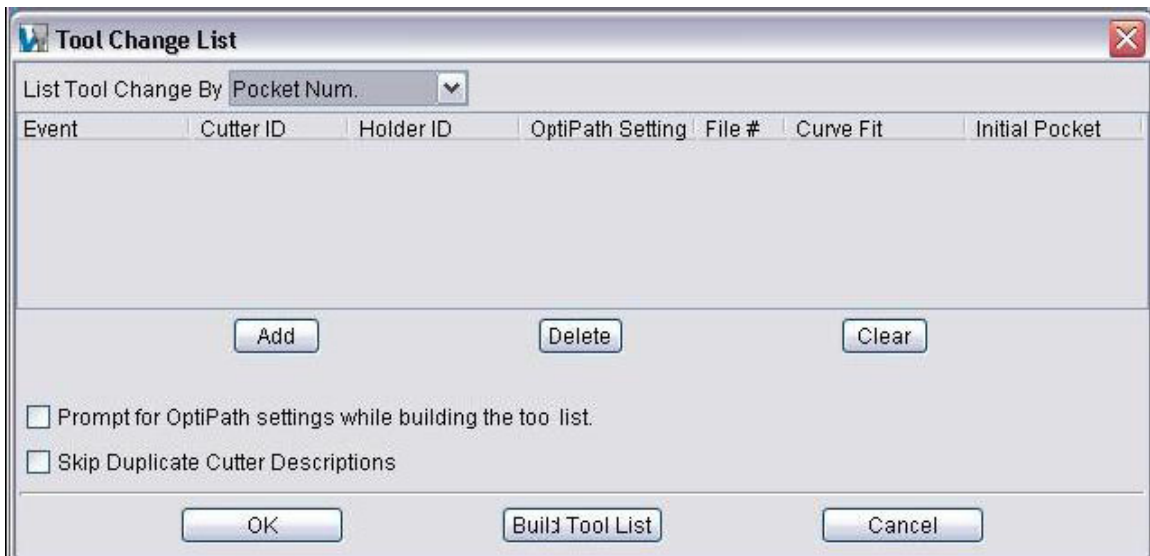 Tool Change List
List Tool Change By Pocket Num.
Event Cutter ID Holder ID OptiPath Setting File # Curve Fit Initial Pocket
Add Delete Clear
Prompt for OptiPath settings while building the too list.
Skip Duplicate Cutter Descriptions
OK Build Tool List Cancel